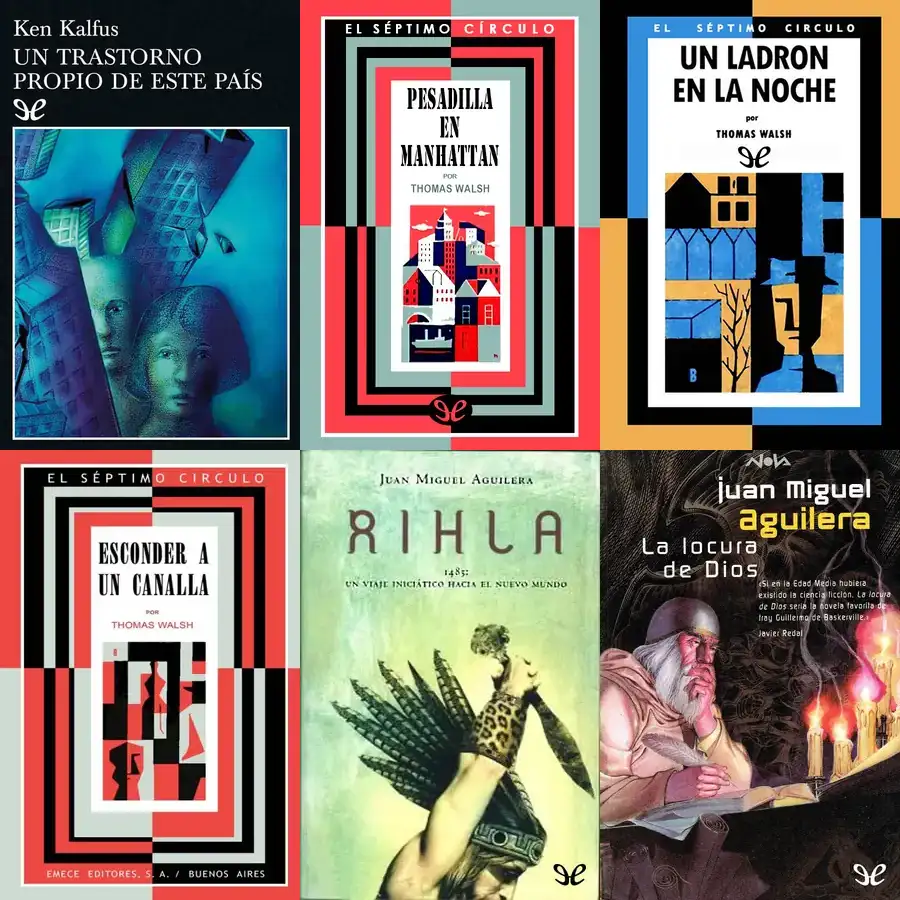 Ken Kalfus
UN TRASTORNO
PROPIO DE ESTE PAÍS
EL SÉPTIMO CÍRCULO
PESADILLA
EN
MANHATTAN
POR
THOMAS WALSH
EL SÉPTIMO CIRCULO
UN LADRON
EN LA NOCHE
por
THOMAS WALSH
B
EL SÉPTIMO CIRCULO
ESCONDER A
UN CANALLA
POR
THOMAS WALSH
B
EMECE EDITORES, S. A. / BUENOS AIRES
JUAN MIGUEL AGUILERA
RIHLA
1485:
UN VIAJE INICIÁTICO HACIA EL NUEVO MUNDO
NOVA
Juan Miguel
aguilera
La locura
de Dios
«Si en la Edad Media hubiera
existido la ciencia ficción, La locura
de Dios sería la novela favorita de
fray Guillermo de Baskerville.»
Javier Redal